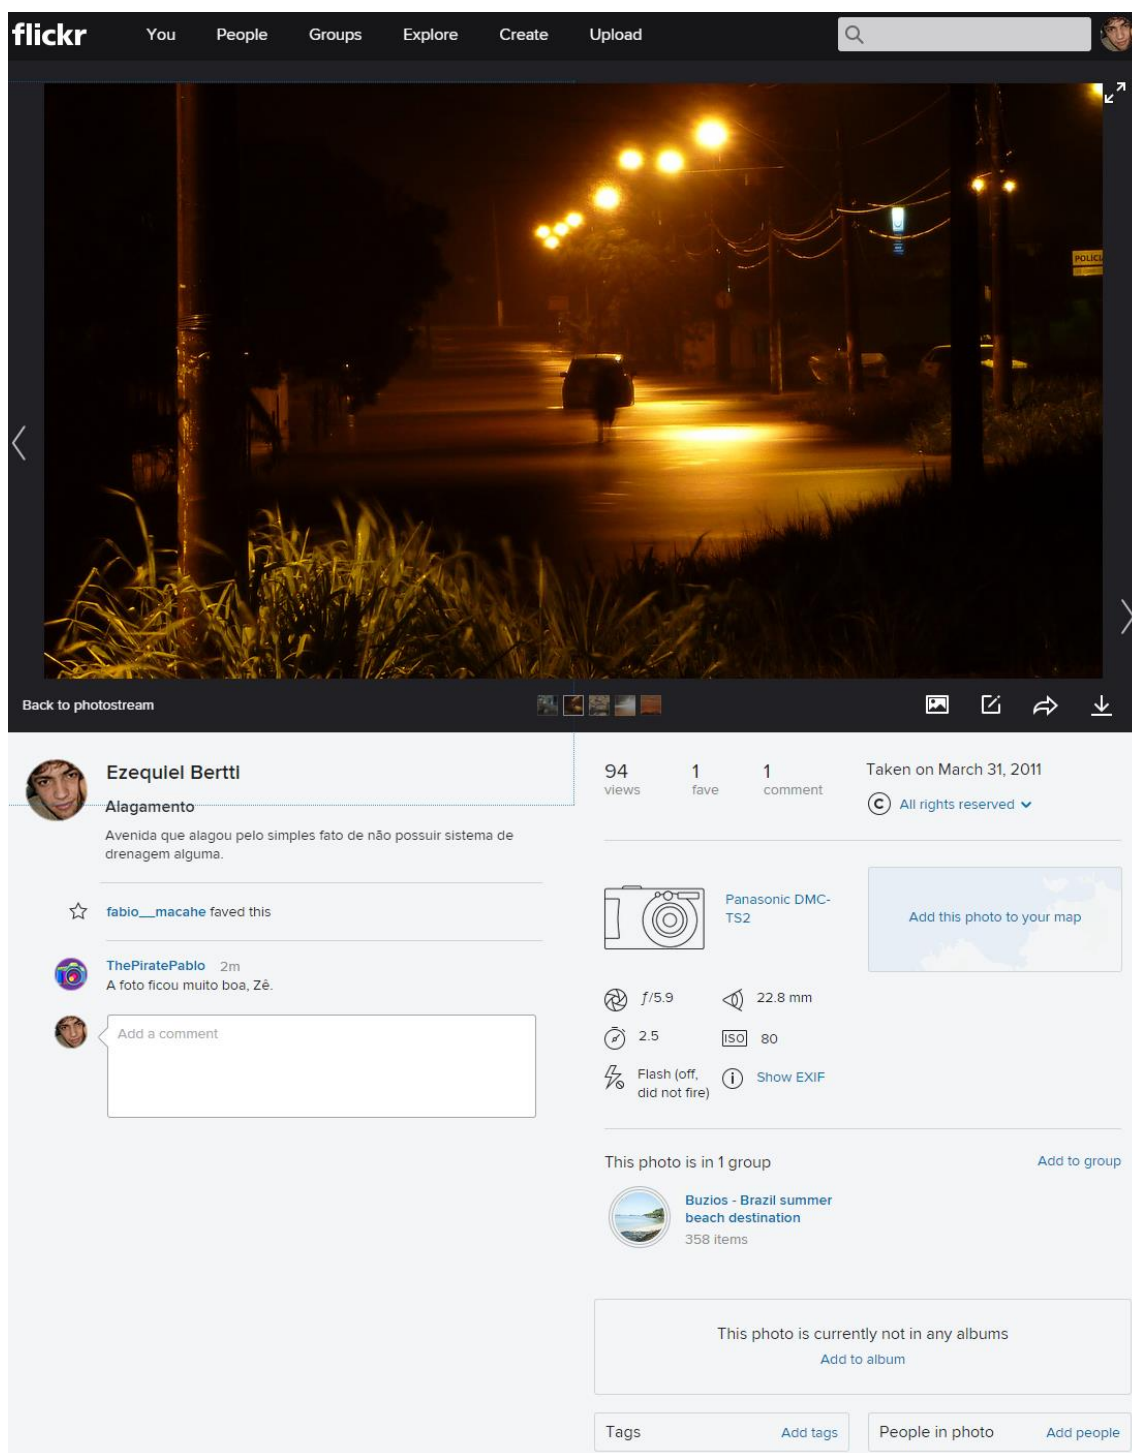 flickr
You People Groups Explore Create Upload
POLICI
Back to photostream
Ezequiel Bertti
Alagamento
Avenida que alagou pelo simples fato de não possuir sistema de
drenagem alguma.
fabio__macahe faved this
ThePiratePablo 2m
A foto ficou muito boa, Zê.
Add a comment
94 1 1
views fave comment
Taken on March 31, 2011
All rights reserved
Panasonic DMC-
TS2
Add this photo to your map
ƒ/5.9 22.8 mm
2.5 ISO 80
Flash (off,
did not fire)
Show EXIF
This photo is in 1 group
Add to group
Buzios - Brazil summer
beach destination
358 items
This photo is currently not in any albums
Add to album
Tags Add tags
People in photo Add people